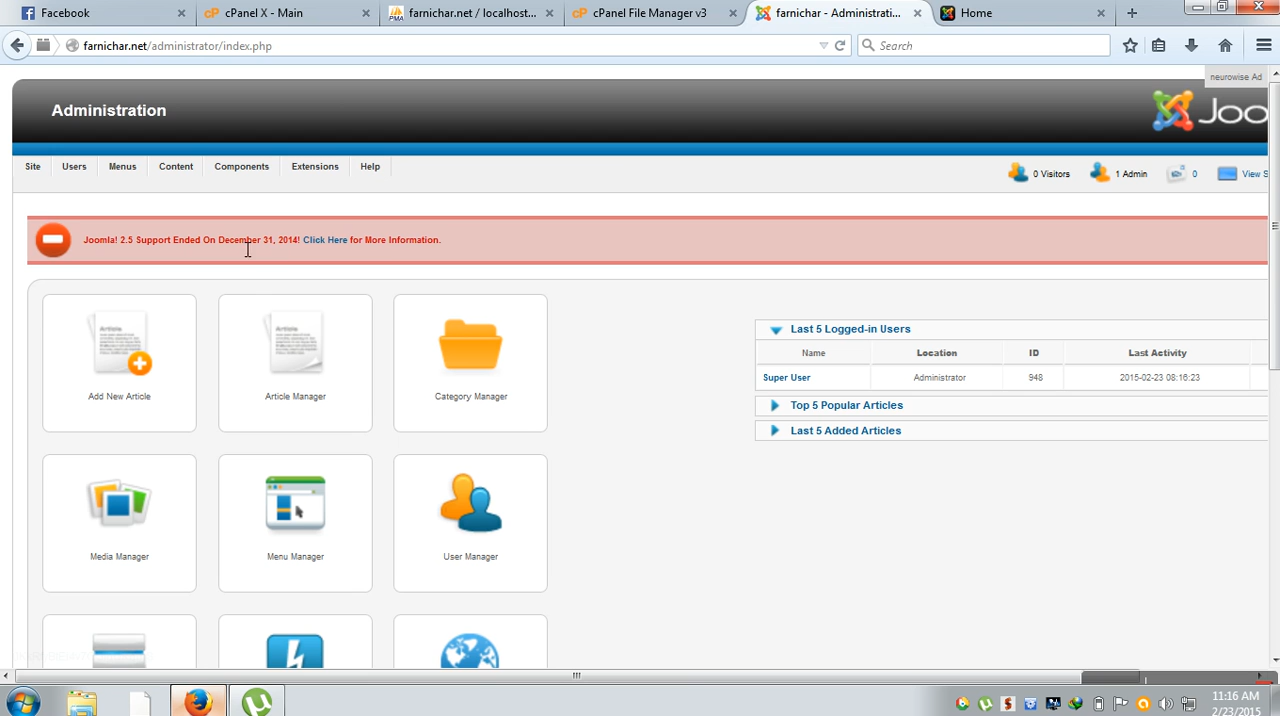 Facebook
cPanel X - Main
farnichar.net / localhost...
cPanel File Manager v3
farnichar - Administrati...
Home
farnichar.net/administrator/index.php
Search
neurowise Ad
Administration
Joo
Site
Users
Menus
Content
Components
Extensions
Help
0 Visitors
1 Admin
0
View S
Joomla! 2.5 Support Ended On December 31, 2014! Click Here for More Information.
Article
Add New Article
Article
Article Manager
Category Manager
Last 5 Logged-in Users
Name Location ID Last Activity
Super User Administrator 948 2015-02-23 08:16:23
Top 5 Popular Articles
Last 5 Added Articles
Media Manager
Menu Manager
User Manager
11:16 AM
2/23/2015